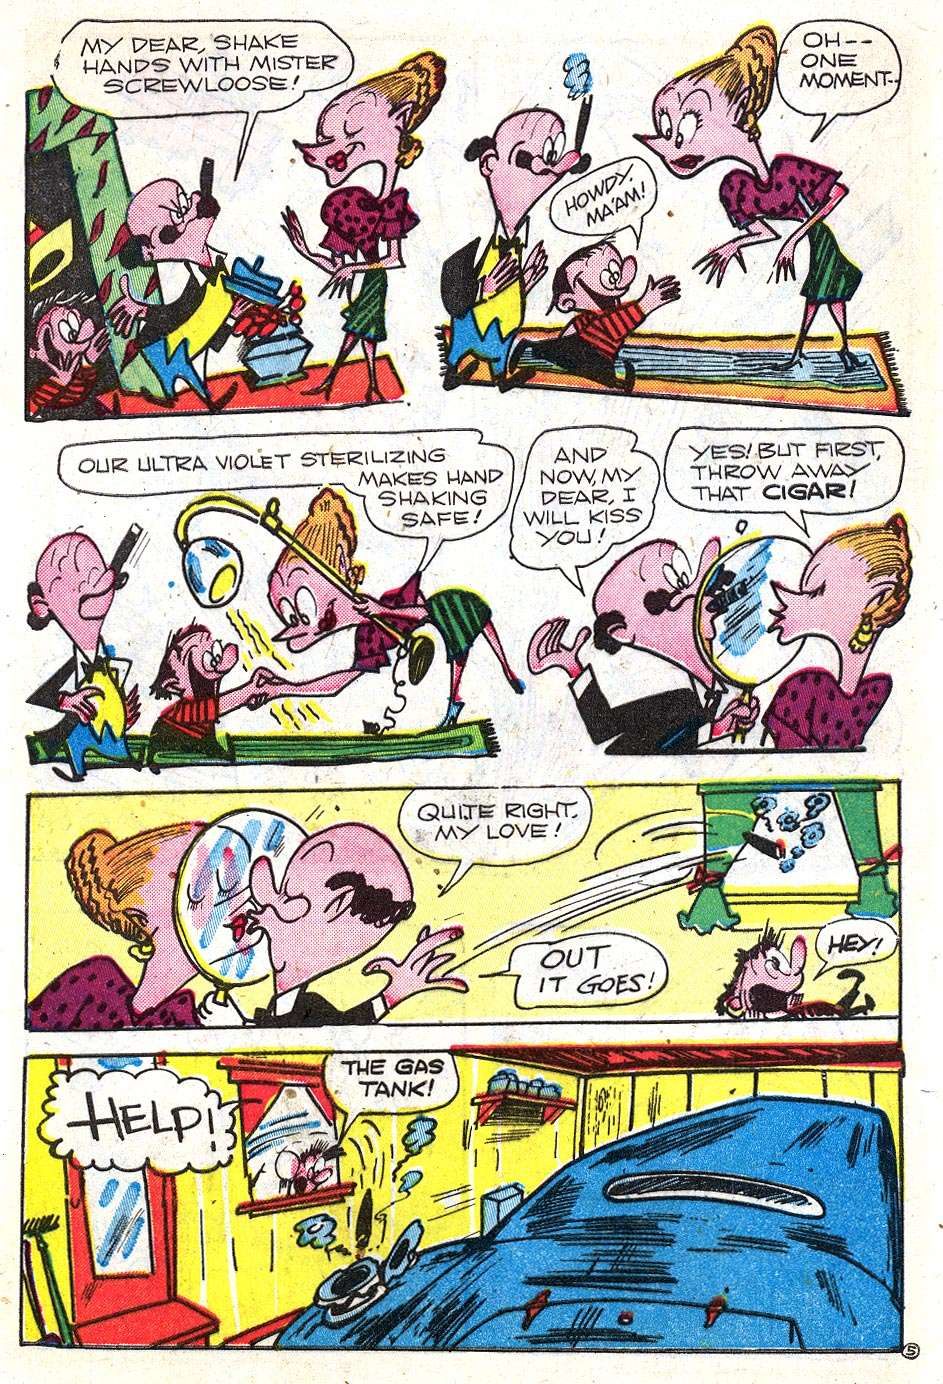 MY DEAR, SHAKE
HANDS WITH MISTER
SCREWLOOSE!
HOWDY,
MA'AM!
OH--
ONE
MOMENT--
OUR ULTRA VIOLET STERILIZING
MAKES HAND
SHAKING
SAFE!
AND
NOW, MY
DEAR, I
WILL KISS
YOU!
YES! BUT FIRST,
THROW AWAY
THAT CIGAR!
QUITE RIGHT,
MY LOVE!
OUT
IT GOES!
HEY!
HELP!
THE GAS
TANK!
5